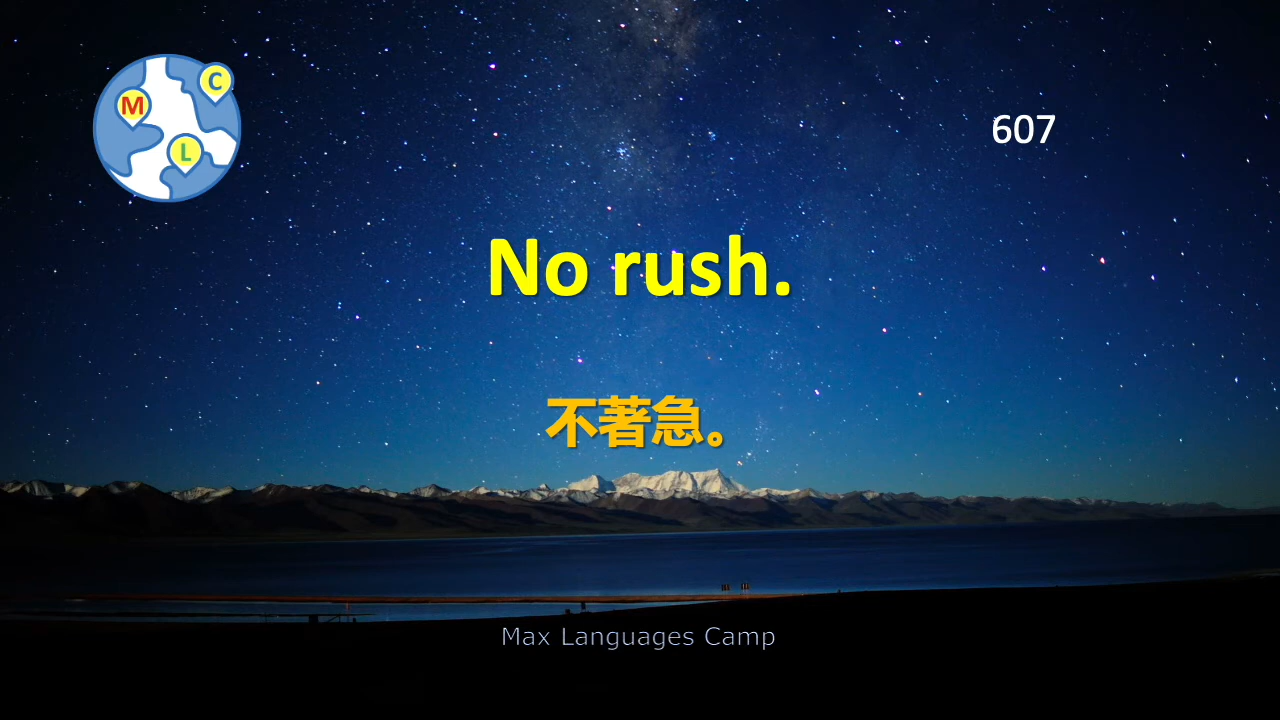 C
M
L
607
No rush.
不著急。
Max Languages Camp